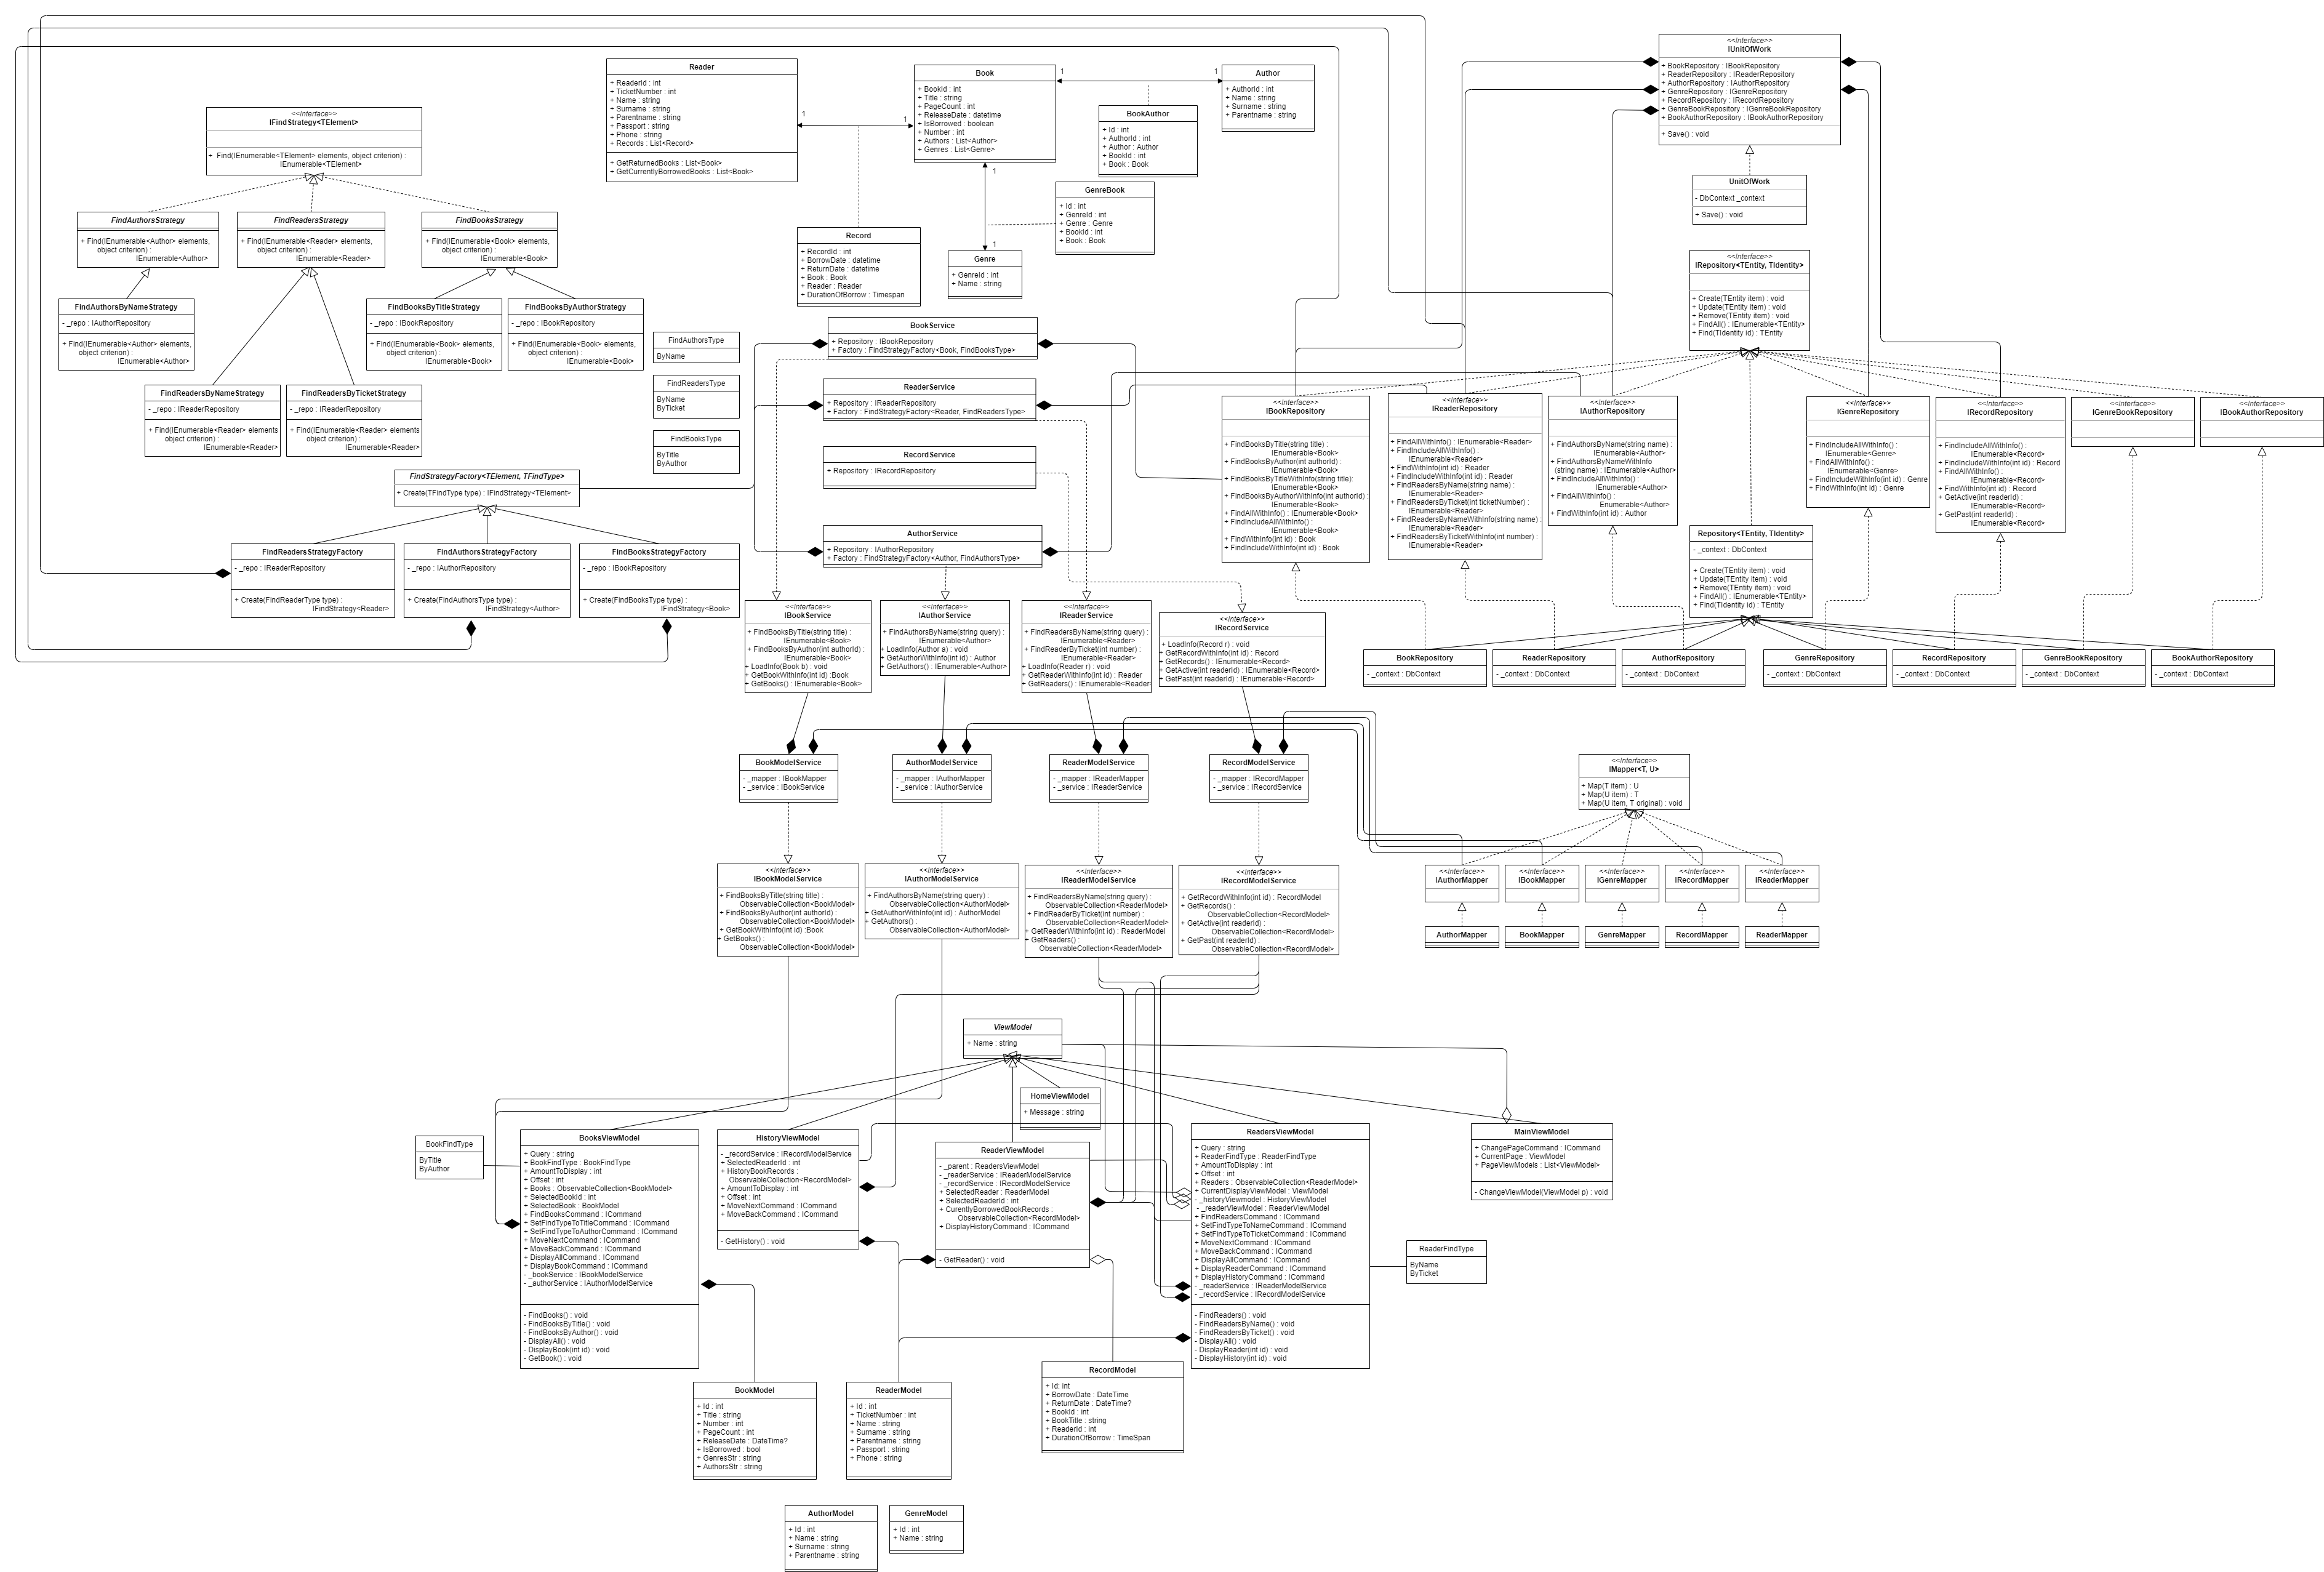 <<interface>>
IUnitOfWork
+ BookRepository : IBookRepository
+ ReaderRepository : IReaderRepository
+ AuthorRepository : IAuthorRepository
+ GenreRepository : IGenreRepository
+ RecordRepository : IRecordRepository
+ GenreBookRepository : IGenreBookRepository
+ BookAuthorRepository : IBookAuthorRepository
+ Save() : void
Reader
+ ReaderId : int
+ TicketNumber : int
+ Name : string
+ Surname : string
+ Parentname : string
+ Passport : string
+ Phone : string
+ Records : List<Record>
+ GetReturnedBooks : List<Book>
+ GetCurrentlyBorrowedBooks : List<Book>
1
1
Book
+ BookId : int
+ Title : string
+ PageCount : int
+ ReleaseDate : datetime
+ IsBorrowed : boolean
+ Number : int
+ Authors : List<Author>
+ Genres : List<Genre>
1
1
Author
+ AuthorId : int
+ Name : string
+ Surname : string
+ Parentname : string
BookAuthor
+ Id : int
+ AuthorId : int
+ Author : Author
+ BookId : int
+ Book : Book
1
1
GenreBook
+ Id : int
+ GenreId : int
+ Genre : Genre
+ BookId : int
+ Book : Book
Record
+ RecordId : int
+ BorrowDate : datetime
+ ReturnDate : datetime
+ Book : Book
+ Reader : Reader
+ DurationOfBorrow : Timespan
Genre
+ GenreId : int
+ Name : string
<<interface>>
IFindStrategy<TElement>
+ Find(IEnumerable<TElement> elements, object criterion) :
IEnumerable<TElement>
FindAuthorsStrategy
+ Find(IEnumerable<Author> elements,
object criterion) :
IEnumerable<Author>
FindReadersStrategy
+ Find(IEnumerable<Reader> elements,
object criterion) :
IEnumerable<Reader>
FindBooksStrategy
+ Find(IEnumerable<Book> elements,
object criterion) :
IEnumerable<Book>
FindAuthorsByNameStrategy
- _repo : IAuthorRepository
+ Find(IEnumerable<Author> elements,
object criterion) :
IEnumerable<Author>
FindBooksByTitleStrategy
- _repo : IBookRepository
+ Find(IEnumerable<Book> elements,
object criterion) :
IEnumerable<Book>
FindBooksByAuthorStrategy
- _repo : IBookRepository
+ Find(IEnumerable<Book> elements,
object criterion) :
IEnumerable<Book>
FindReadersByNameStrategy
- _repo : IReaderRepository
+ Find(IEnumerable<Reader> elements
object criterion) :
IEnumerable<Reader>
FindReadersByTicketStrategy
- _repo : IReaderRepository
+ Find(IEnumerable<Reader> elements
object criterion) :
IEnumerable<Reader>
FindAuthorsType
ByName
FindReadersType
ByName
ByTicket
FindBooksType
ByTitle
ByAuthor
FindStrategyFactory<TElement, TFindType>
+ Create(TFindType type) : IFindStrategy<TElement>
FindReadersStrategyFactory
- _repo : IReaderRepository
+ Create(FindReaderType type) :
IFindStrategy<Reader>
FindAuthorsStrategyFactory
- _repo : IAuthorRepository
+ Create(FindAuthorsType type) :
IFindStrategy<Author>
FindBooksStrategyFactory
- _repo : IBookRepository
+ Create(FindBooksType type) :
IFindStrategy<Book>
BookService
+ Repository : IBookRepository
+ Factory : FindStrategyFactory<Book, FindBooksType>
ReaderService
+ Repository : IReaderRepository
+ Factory : FindStrategyFactory<Reader, FindReadersType>
RecordService
+ Repository : IRecordRepository
AuthorService
+ Repository : IAuthorRepository
+ Factory : FindStrategyFactory<Author, FindAuthorsType>
UnitOfWork
- DbContext _context
+ Save() : void
<<interface>>
IRepository<TEntity, TIdentity>
+ Create(TEntity item) : void
+ Update(TEntity item) : void
+ Remove(TEntity item) : void
+ FindAll() : IEnumerable<TEntity>
+ Find(TIdentity id) : TEntity
<<interface>>
IBookRepository
+ FindBooksByTitle(string title) :
IEnumerable<Book>
+ FindBooksByAuthor(int authorId) :
IEnumerable<Book>
+ FindBooksByTitleWithInfo(string title):
IEnumerable<Book>
+ FindBooksByAuthorWithInfo(int authorId) :
IEnumerable<Book>
+ FindAllWithInfo() : IEnumerable<Book>
+ FindIncludeAllWithInfo() :
IEnumerable<Book>
+ FindWithInfo(int id) : Book
+ FindIncludeWithInfo(int id) : Book
<<interface>>
IReaderRepository
+ FindAllWithInfo() : IEnumerable<Reader>
+ FindIncludeAllWithInfo() :
IEnumerable<Reader>
+ FindWithInfo(int id) : Reader
+ FindIncludeWithInfo(int id) : Reader
+ FindReadersByName(string name) :
IEnumerable<Reader>
+ FindReadersByTicket(int ticketNumber) :
IEnumerable<Reader>
+ FindReadersByNameWithInfo(string name) :
IEnumerable<Reader>
+ FindReadersByTicketWithInfo(int number) :
IEnumerable<Reader>
<<interface>>
IAuthorRepository
+ FindAuthorsByName(string name) :
IEnumerable<Author>
+ FindAuthorsByNameWithInfo
(string name) : IEnumerable<Author>
+ FindIncludeAllWithInfo() :
IEnumerable<Author>
+ FindAllWithInfo() :
Enumerable<Author>
+ FindWithInfo(int id) : Author
<<interface>>
IGenreRepository
+ FindIncludeAllWithInfo() :
IEnumerable<Genre>
+ FindAllWithInfo() :
IEnumerable<Genre>
+ FindIncludeWithInfo(int id) : Genre
+ FindWithInfo(int id) : Genre
<<interface>>
IRecordRepository
+ FindIncludeAllWithInfo() :
IEnumerable<Record>
+ FindIncludeWithInfo(int id) : Record
+ FindAllWithInfo() :
IEnumerable<Record>
+ FindWithInfo(int id) : Record
+ GetActive(int readerId) :
IEnumerable<Record>
+ GetPast(int readerId) :
IEnumerable<Record>
<<interface>>
IGenreBookRepository
<<interface>>
IBookAuthorRepository
Repository<TEntity, TIdentity>
- _context : DbContext
+ Create(TEntity item) : void
+ Update(TEntity item) : void
+ Remove(TEntity item) : void
+ FindAll() : IEnumerable<TEntity>
+ Find(TIdentity id) : TEntity
<<interface>>
IBookService
+ FindBooksByTitle(string title) :
IEnumerable<Book>
+ FindBooksByAuthor(int authorId) :
IEnumerable<Book>
+ LoadInfo(Book b) : void
+ GetBookWithInfo(int id) :Book
+ GetBooks() : IEnumerable<Book>
<<interface>>
IAuthorService
+ FindAuthorsByName(string query) :
IEnumerable<Author>
+ LoadInfo(Author a) : void
+ GetAuthorWithInfo(int id) : Author
+ GetAuthors() : IEnumerable<Author>
<<interface>>
IReaderService
+ FindReadersByName(string query) :
IEnumerable<Reader>
+ FindReaderByTicket(int number) :
IEnumerable<Reader>
+ LoadInfo(Reader r) : void
+ GetReaderWithInfo(int id) : Reader
+ GetReaders() : IEnumerable<Reader
<<interface>>
IRecordService
+ LoadInfo(Record r) : void
+ GetRecordWithInfo(int id) : Record
+ GetRecords() : IEnumerable<Record>
+ GetActive(int readerId) : IEnumerable<Record>
+ GetPast(int readerId) : IEnumerable<Record>
BookRepository
- _context : DbContext
ReaderRepository
- _context : DbContext
AuthorRepository
- _context : DbContext
GenreRepository
- _context : DbContext
RecordRepository
- _context : DbContext
GenreBookRepository
- _context : DbContext
BookAuthorRepository
- _context : DbContext
BookModelService
- _mapper : IBookMapper
- _service : IBookService
AuthorModelService
- _mapper : IAuthorMapper
- _service : IAuthorService
ReaderModelService
- _mapper : IReaderMapper
- _service : IReaderService
RecordModelService
- _mapper : IRecordMapper
- _service : IRecordService
<<interface>>
IMapper<T, U>
+ Map(T item) : U
+ Map(U item) : T
+ Map(U item, T original) : void
<<interface>>
IBookModelService
+ FindBooksByTitle(string title) :
ObservableCollection<BookModel>
+ FindBooksByAuthor(int authorId) :
ObservableCollection<BookModel>
+ GetBookWithInfo(int id) :Book
+ GetBooks() :
ObservableCollection<BookModel>
<<interface>>
IAuthorModelService
+ FindAuthorsByName(string query) :
ObservableCollection<AuthorModel>
+ GetAuthorWithInfo(int id) : AuthorModel
+ GetAuthors() :
ObservableCollection<AuthorModel>
<<interface>>
IReaderModelService
+ FindReadersByName(string query) :
ObservableCollection<ReaderModel>
+ FindReaderByTicket(int number) :
ObservableCollection<ReaderModel>
+ GetReaderWithInfo(int id) : ReaderModel
+ GetReaders() :
ObservableCollection<ReaderModel>
<<interface>>
IRecordModelService
+ GetRecordWithInfo(int id) : RecordModel
+ GetRecords() :
ObservableCollection<RecordModel>
+ GetActive(int readerId) :
ObservableCollection<RecordModel>
+ GetPast(int readerId) :
ObservableCollection<RecordModel>
<<interface>>
IAuthorMapper
<<interface>>
IBookMapper
<<interface>>
IGenreMapper
<<interface>>
IRecordMapper
<<interface>>
IReaderMapper
AuthorMapper
BookMapper
GenreMapper
RecordMapper
ReaderMapper
ViewModel
+ Name : string
HomeViewModel
+ Message : string
BookFindType
ByTitle
ByAuthor
BooksViewModel
+ Query : string
+ BookFindType : BookFindType
+ AmountToDisplay : int
+ Offset : int
+ Books : ObservableCollection<BookModel>
+ SelectedBookId : int
+ SelectedBook : BookModel
+ FindBooksCommand : ICommand
+ SetFindTypeToTitleCommand : ICommand
+ SetFindTypeToAuthorCommand : ICommand
+ MoveNextCommand : ICommand
+ MoveBackCommand : ICommand
+ DisplayAllCommand : ICommand
+ DisplayBookCommand : ICommand
- _bookService : IBookModelService
- _authorService : IAuthorModelService
- FindBooks() : void
- FindBooksByTitle() : void
- FindBooksByAuthor() : void
- DisplayAll() : void
- DisplayBook(int id) : void
- GetBook() : void
HistoryViewModel
- _recordService : IRecordModelService
+ SelectedReaderId : int
+ HistoryBookRecords :
ObservableCollection<RecordModel>
+ AmountToDisplay : int
+ Offset : int
+ MoveNextCommand : ICommand
+ MoveBackCommand : ICommand
- GetHistory() : void
ReaderViewModel
- _parent : ReadersViewModel
- _readerService : IReaderModelService
- _recordService : IRecordModelService
+ SelectedReader : ReaderModel
+ SelectedReaderId : int
+ CurentlyBorrowedBookRecords :
ObservableCollection<RecordModel>
+ DisplayHistoryCommand : ICommand
- GetReader() : void
ReadersViewModel
+ Query : string
+ ReaderFindType : ReaderFindType
+ AmountToDisplay : int
+ Offset : int
+ Readers : ObservableCollection<ReaderModel>
+ CurrentDisplayViewModel : ViewModel
- _historyViewmodel : HistoryViewModel
- _readerViewModel : ReaderViewModel
+ FindReadersCommand : ICommand
+ SetFindTypeToNameCommand : ICommand
+ SetFindTypeToTicketCommand : ICommand
+ MoveNextCommand : ICommand
+ MoveBackCommand : ICommand
+ DisplayAllCommand : ICommand
+ DisplayReaderCommand : ICommand
+ DisplayHistoryCommand : ICommand
- _readerService : IReaderModelService
- _recordService : IRecordModelService
- FindReaders() : void
- FindReadersByName() : void
- FindReadersByTicket() : void
- DisplayAll() : void
- DisplayReader(int id) : void
- DisplayHistory(int id) : void
MainViewModel
+ ChangePageCommand : ICommand
+ CurrentPage : ViewModel
+ PageViewModels : List<ViewModel>
- ChangeViewModel(ViewModel p) : void
ReaderFindType
ByName
ByTicket
BookModel
+ Id : int
+ Title : string
+ Number : int
+ PageCount : int
+ ReleaseDate : DateTime?
+ IsBorrowed : bool
+ GenresStr : string
+ AuthorsStr : string
ReaderModel
+ Id : int
+ TicketNumber : int
+ Name : string
+ Surname : string
+ Parentname : string
+ Passport : string
+ Phone : string
RecordModel
+ Id: int
+ BorrowDate : DateTime
+ ReturnDate : DateTime?
+ BookId : int
+ BookTitle : string
+ ReaderId : int
+ DurationOfBorrow : TimeSpan
AuthorModel
+ Id : int
+ Name : string
+ Surname : string
+ Parentname : string
GenreModel
+ Id : int
+ Name : string